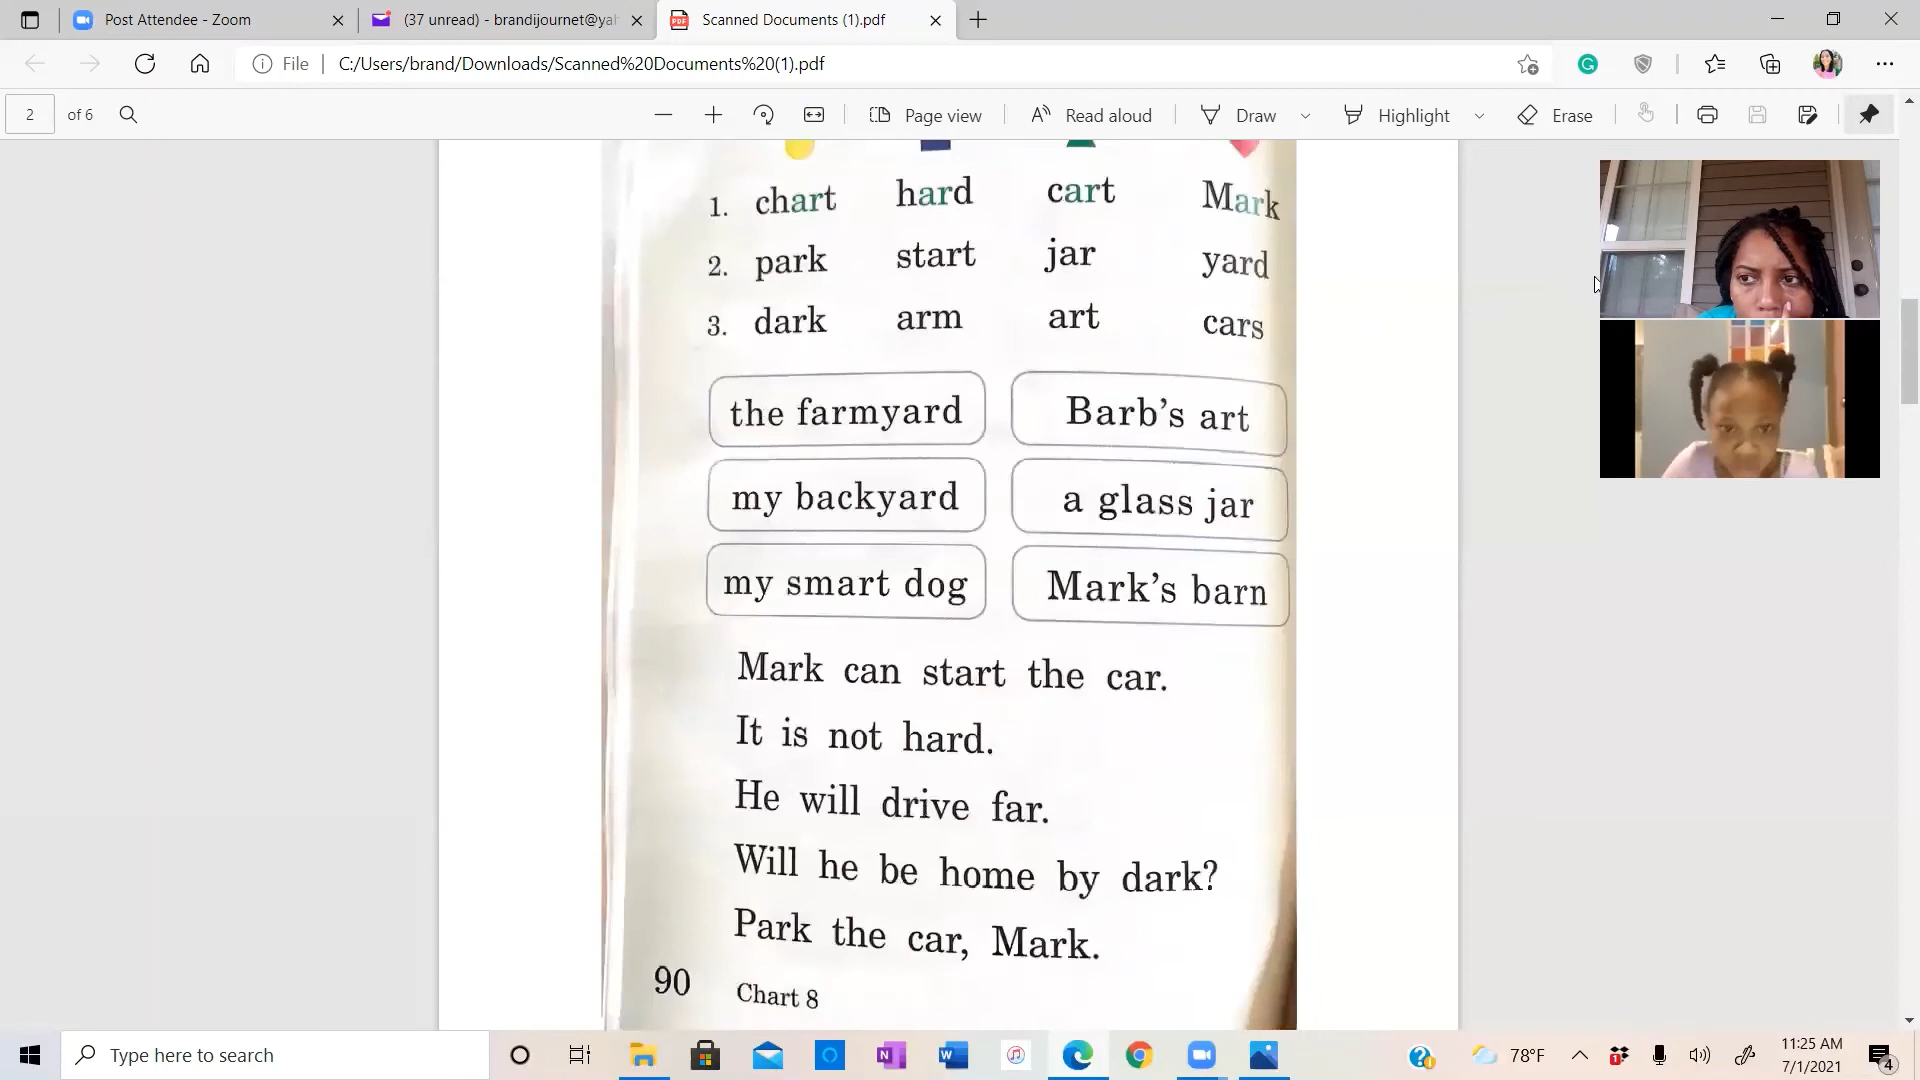 Post Attendee - Zoom
(37 unread) - brandijournet@ya
Scanned Documents (1).pdf
File
C:/Users/brand/Downloads/Scanned%20Documents%20(1).pdf
2 of 6
Page view
Read aloud
Draw
Highlight
Erase
1. chart hard cart Mark
2. park start jar yard
3. dark arm art cars
the farmyard Barb's art
my backyard a glass jar
my smart dog Mark's barn
Mark can start the car.
It is not hard.
He will drive far.
Will he be home by dark?
Park the car, Mark.
90 Chart 8
Type here to search
78°F
11:25 AM
7/1/2021
4